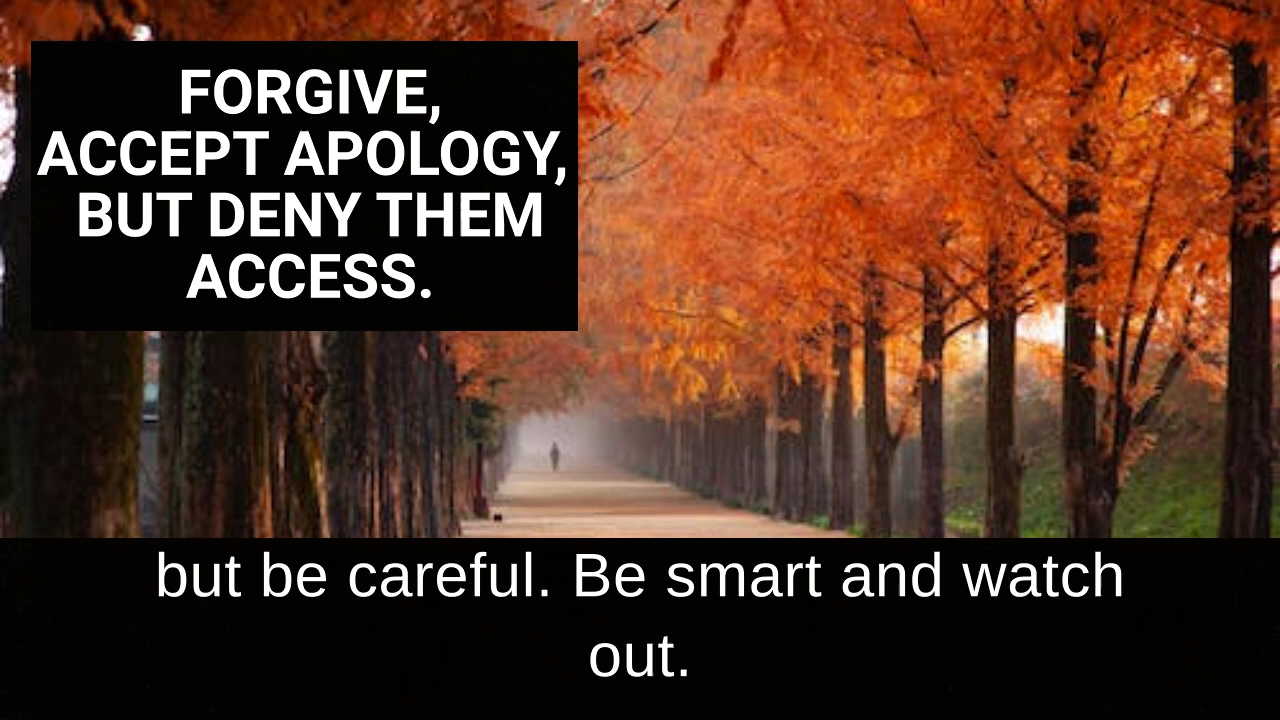 FORGIVE,
ACCEPT APOLOGY,
BUT DENY THEM
ACCESS.
but be careful. Be smart and watch
out.